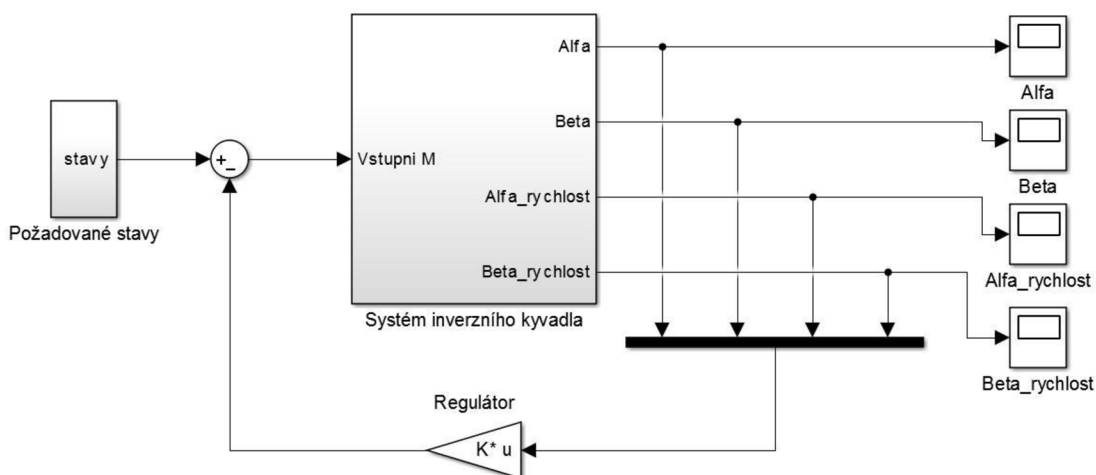 Alfa
Alfa
Beta
stavy
+
−
Vstupni M
Beta
Požadované stavy
Alfa_rychlost
Alfa_rychlost
Beta_rychlost
Systém inverzního kyvadla
Beta_rychlost
Regulátor
K* u